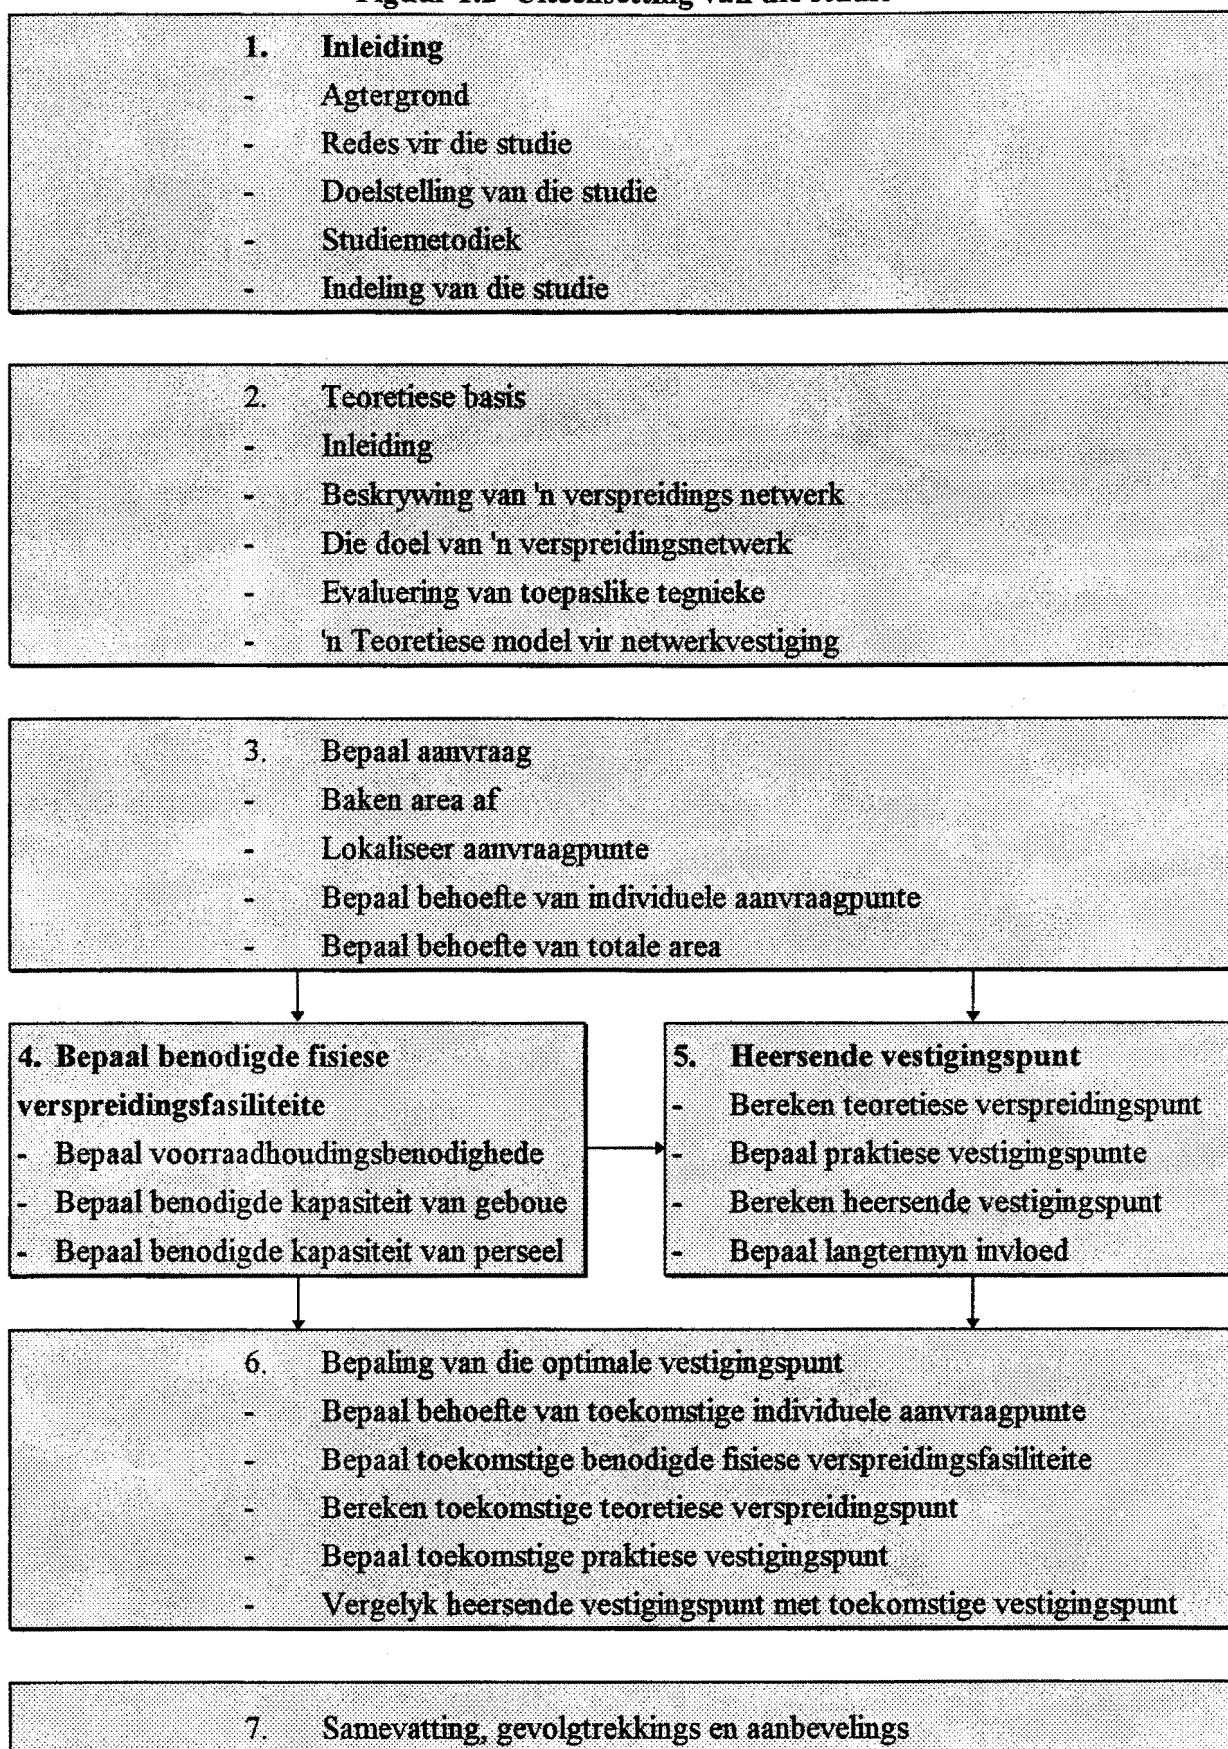 1. Inleiding
- Agtergrond
- Redes vir die studie
- Doelstelling van die studie
- Studiemetodiek
- Indeling van die studie
2. Teoretiese basis
- Inleiding
- Beskrywing van 'n verspreidings netwerk
- Die doel van 'n verspreidingsnetwerk
- Evaluering van toepaslike tegnieke
- 'n Teoretiese model vir netwerkvestiging
3. Bepaal aanvraag
- Baken area af
- Lokaliseer aanvraagpunte
- Bepaal behoefte van individuele aanvraagpunte
- Bepaal behoefte van totale area
4. Bepaal benodigde fisiese
verspreidingsfasiliteite
- Bepaal voorraadhoudingsbenodighede
- Bepaal benodigde kapasiteit van geboue
- Bepaal benodigde kapasiteit van perseel
5. Heersende vestigingspunt
- Bereken teoretiese verspreidingspunt
- Bepaal praktiese vestigingspunte
- Bereken heersende vestigingspunt
- Bepaal langtermyn invloed
6. Bepaling van die optimale vestigingspunt
- Bepaal behoefte van toekomstige individuele aanvraagpunte
- Bepaal toekomstige benodigde fisiese verspreidingsfasiliteite
- Bereken toekomstige teoretiese verspreidingspunt
- Bepaal toekomstige praktiese vestigingspunt
- Vergelyk heersende vestigingspunt met toekomstige vestigingspunt
7. Samevatting, gevolgtrekkings en aanbevelings